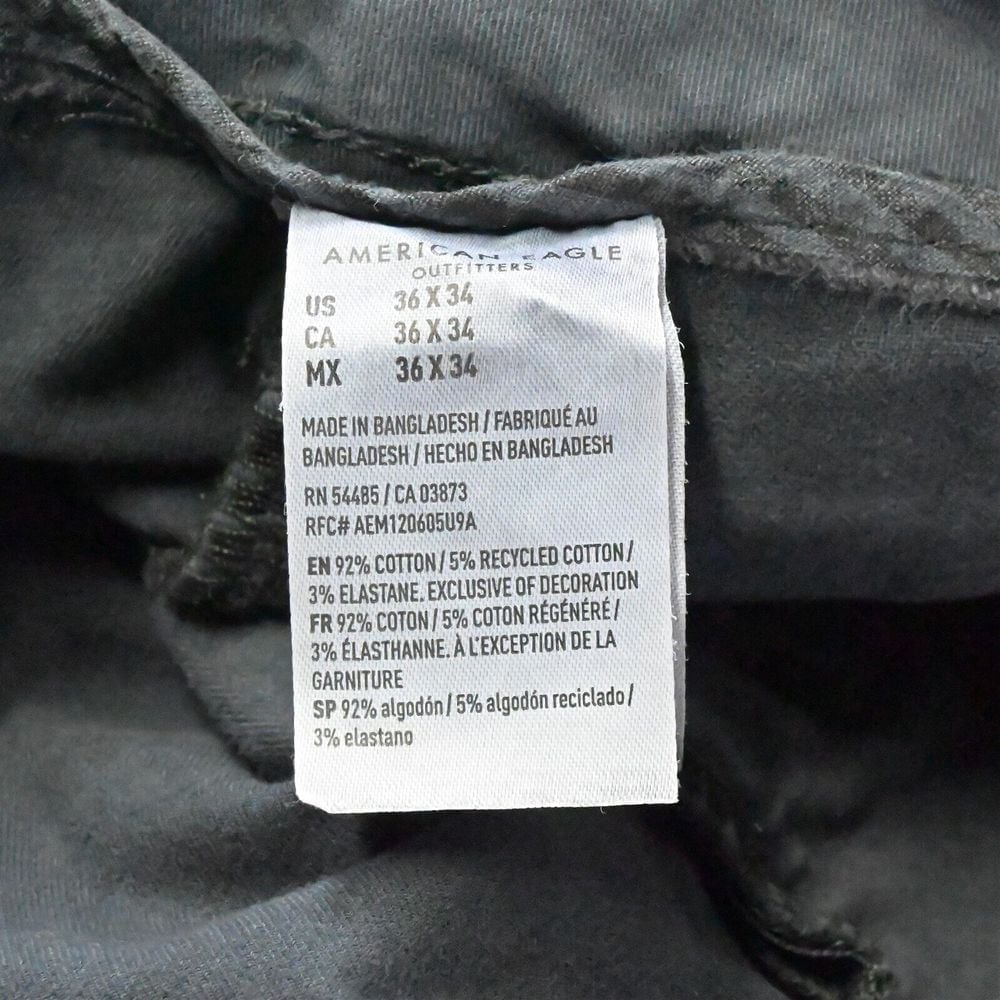 AMERICAN EAGLE
OUTFITTERS
US 36 X 34
CA 36 X 34
MX 36 X 34
MADE IN BANGLADESH / FABRIQUÉ AU
BANGLADESH / HECHO EN BANGLADESH
RN 54485 / CA 03873
RFC# AEM120605U9A
EN 92% COTTON / 5% RECYCLED COTTON /
3% ELASTANE. EXCLUSIVE OF DECORATION
FR 92% COTON / 5% COTON RÉGÉNÉRÉ /
3% ÉLASTHANNE. À L'EXCEPTION DE LA
GARNITURE
SP 92% algodón / 5% algodón reciclado /
3% elastano